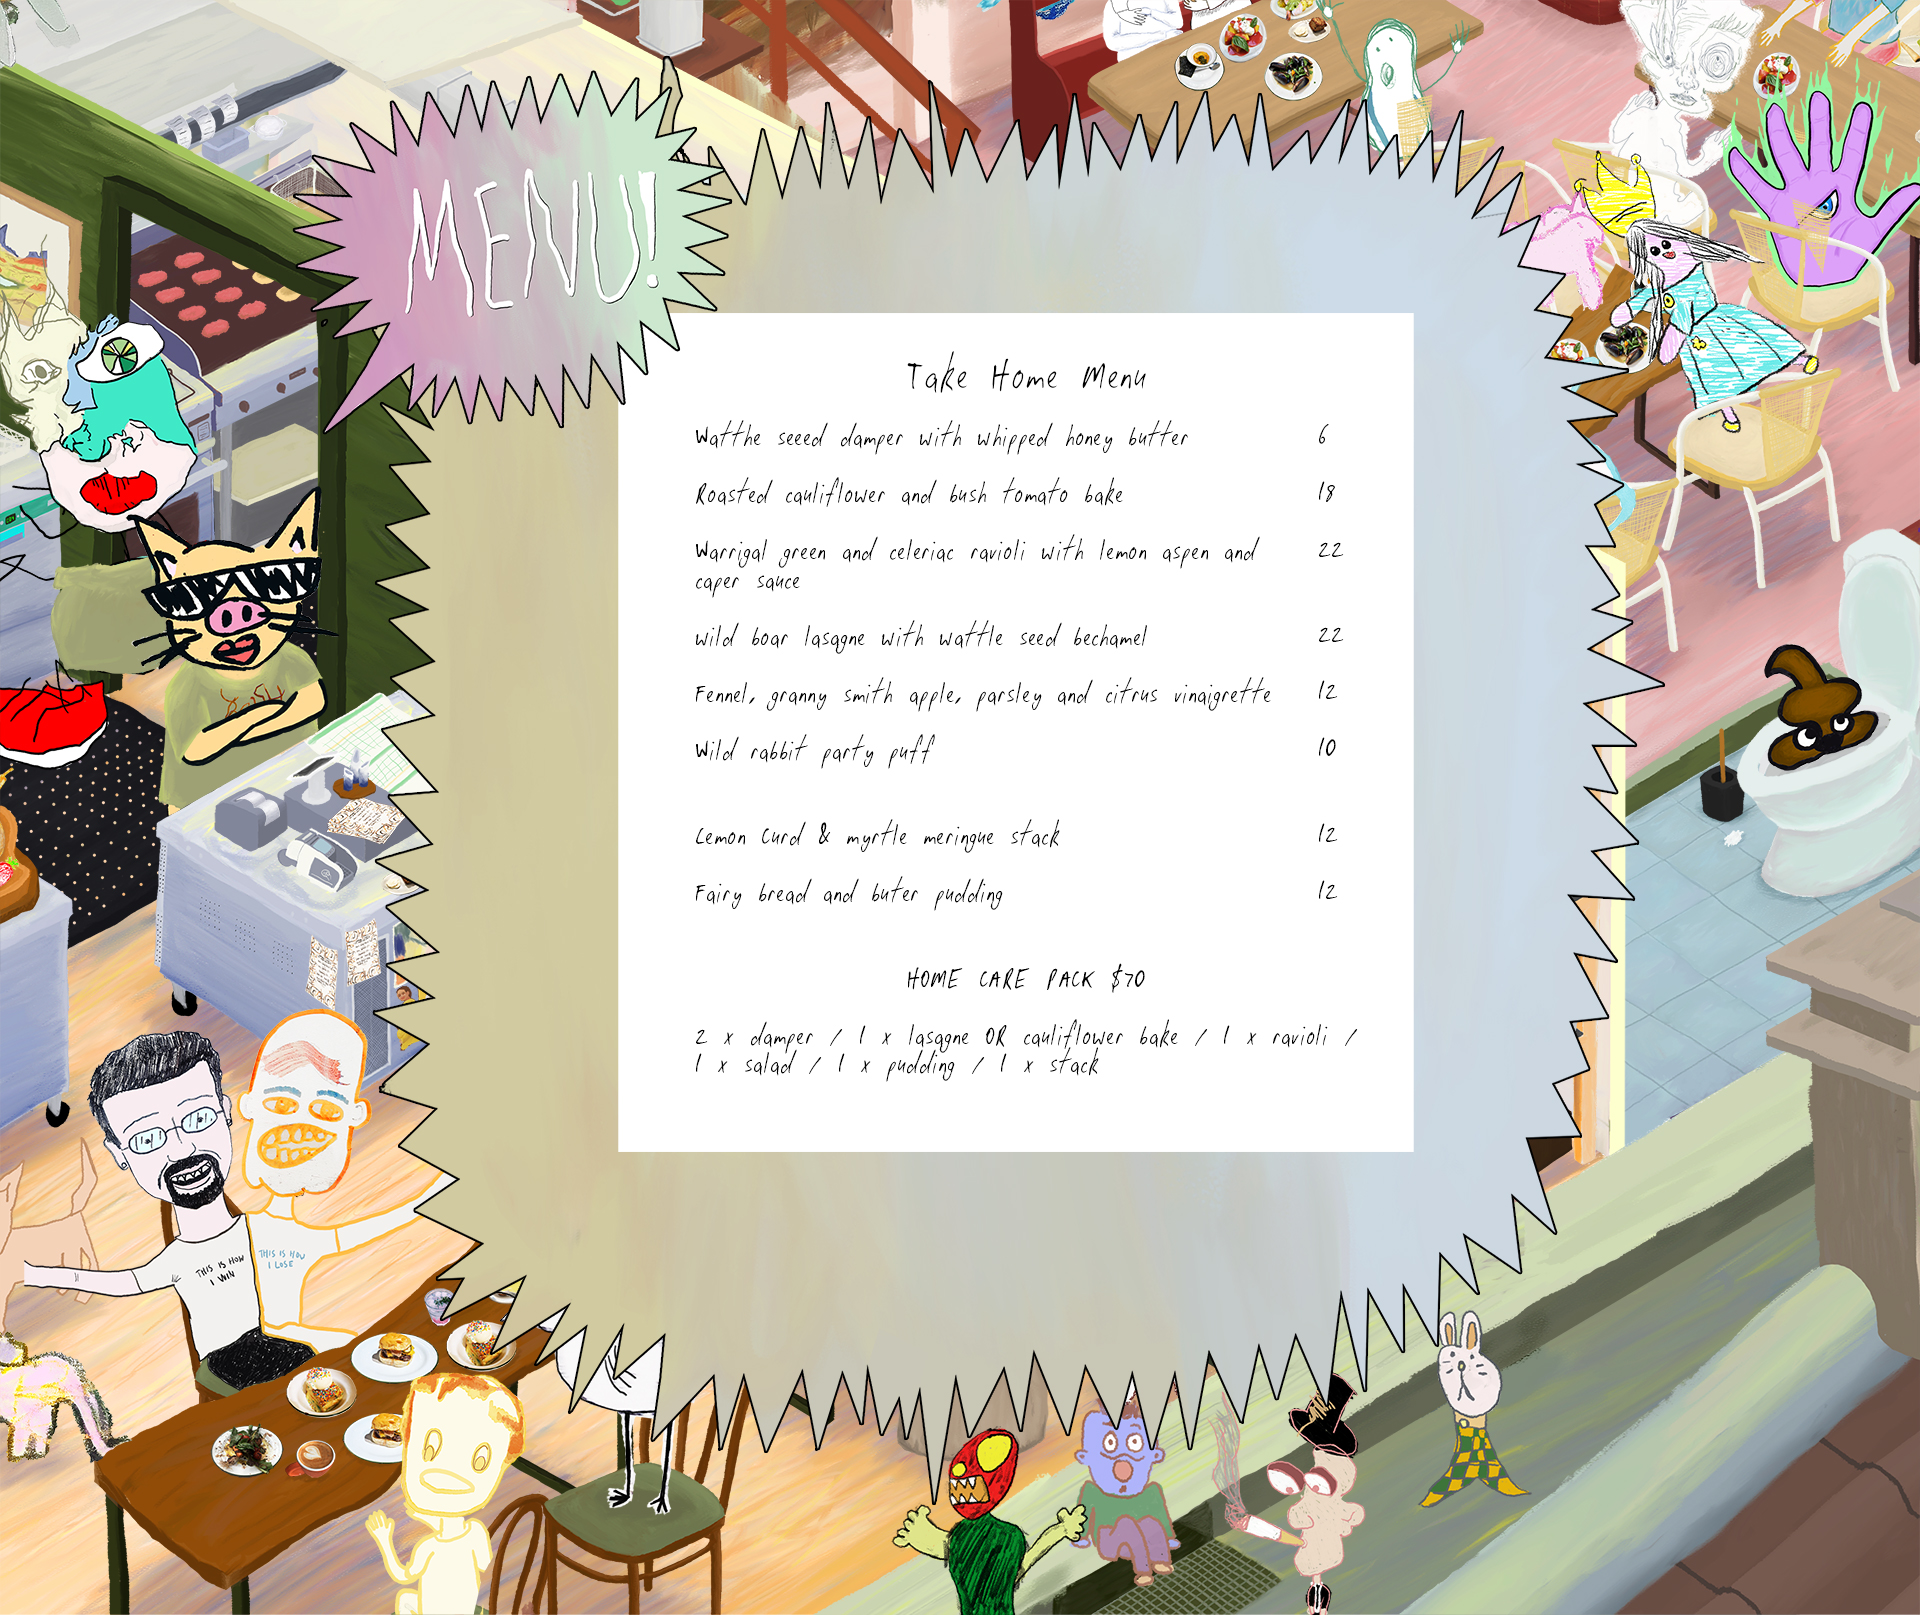 MENU!
Take Home Menu
Watthe seeed damper with whipped honey butter 6
Roasted cauliflower and bush tomato bake 18
Warrigal green and celeriac ravioli with lemon aspen and 22
caper sauce
wild boar lasagne with wattle seed bechamel 22
Fennel, granny smith apple, parsley and citrus vinaigrette 12
Wild rabbit party puff 10
Lemon Curd & myrtle meringue stack 12
Fairy bread and buter pudding 12
HOME CARE PACK $70
2 x damper / 1 x lasagne OR cauliflower bake / 1 x ravioli /
1 x salad / 1 x pudding / 1 x stack
THIS IS HOW
I WIN
THIS IS HOW
I LOSE